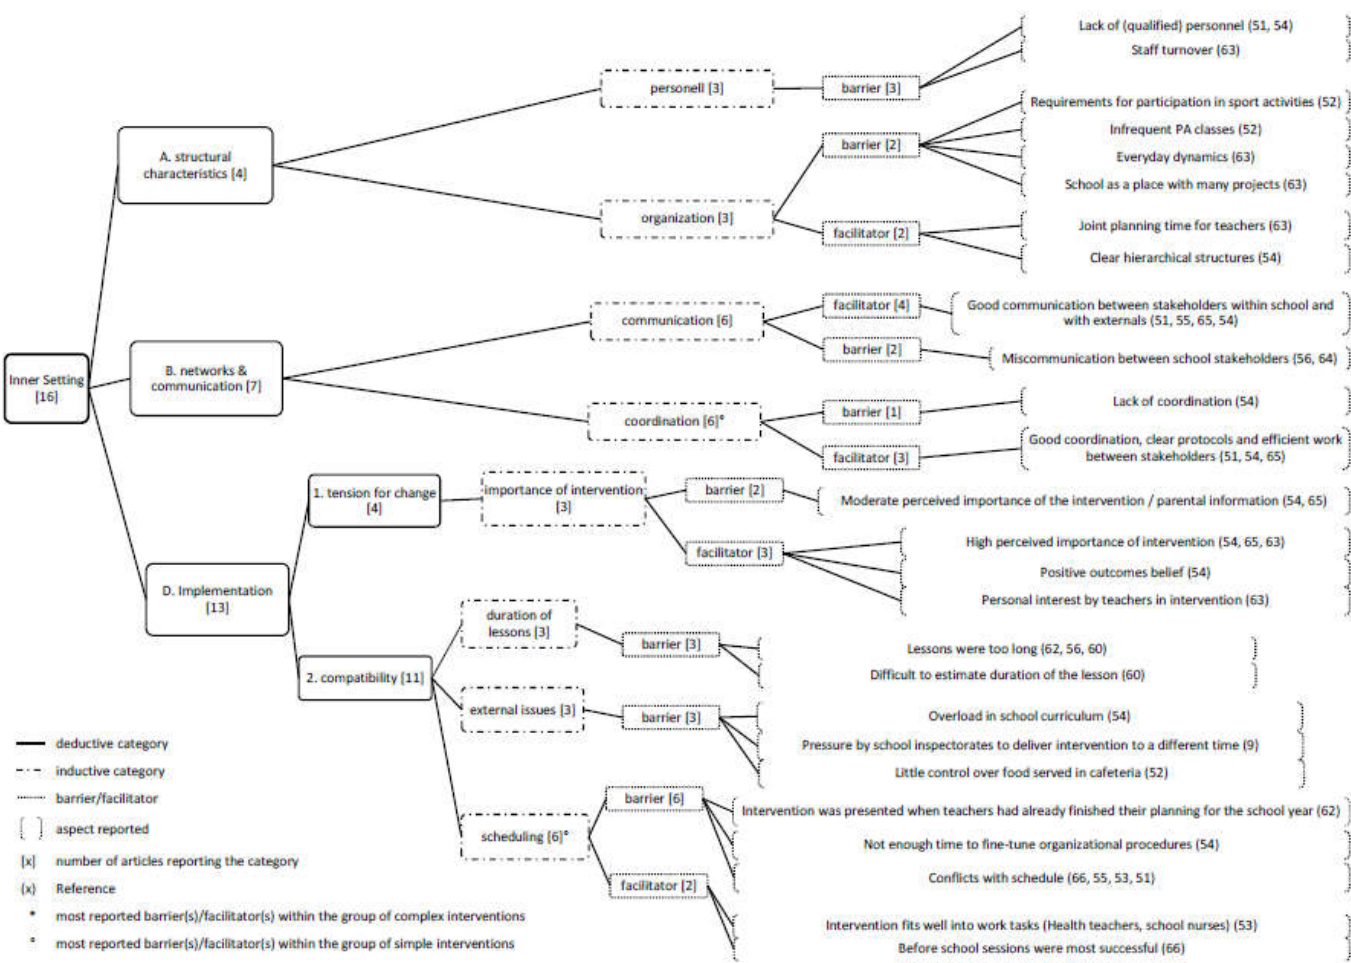 Lack of (qualified) personnel (51, 54)
Staff turnover (63)
personell [3]
barrier [3]
Requirements for participation in sport activities (52)
Infrequent PA classes (52)
Everyday dynamics (63)
School as a place with many projects (63)
A. structural
characteristics [4]
barrier [2]
organization [3]
facilitator [2]
Joint planning time for teachers (63)
Clear hierarchical structures (54)
Inner Setting
[16]
B. networks &
communication [7]
communication [6]
facilitator [4]
Good communication between stakeholders within school and
with externals (51, 55, 65, 54)
barrier [2]
Miscommunication between school stakeholders (56, 64)
coordination [6]°
barrier [1]
Lack of coordination (54)
facilitator [3]
Good coordination, clear protocols and efficient work
between stakeholders (51, 54, 65)
D. Implementation
[13]
1. tension for change
[4]
importance of intervention
[3]
barrier [2]
Moderate perceived importance of the intervention / parental information (54, 65)
facilitator [3]
High perceived importance of intervention (54, 65, 63)
Positive outcomes belief (54)
Personal interest by teachers in intervention (63)
2. compatibility [11]
duration of
lessons [3]
barrier [3]
Lessons were too long (62, 56, 60)
Difficult to estimate duration of the lesson (60)
external issues [3]
barrier [3]
Overload in school curriculum (54)
Pressure by school inspectorates to deliver intervention to a different time (9)
Little control over food served in cafeteria (52)
scheduling [6]°
barrier [6]
Intervention was presented when teachers had already finished their planning for the school year (62)
Not enough time to fine-tune organizational procedures (54)
Conflicts with schedule (66, 55, 53, 51)
facilitator [2]
Intervention fits well into work tasks (Health teachers, school nurses) (53)
Before school sessions were most successful (66)
deductive category
inductive category
barrier/facilitator
[ ] aspect reported
[x] number of articles reporting the category
(x) Reference
* most reported barrier(s)/facilitator(s) within the group of complex interventions
° most reported barrier(s)/facilitator(s) within the group of simple interventions